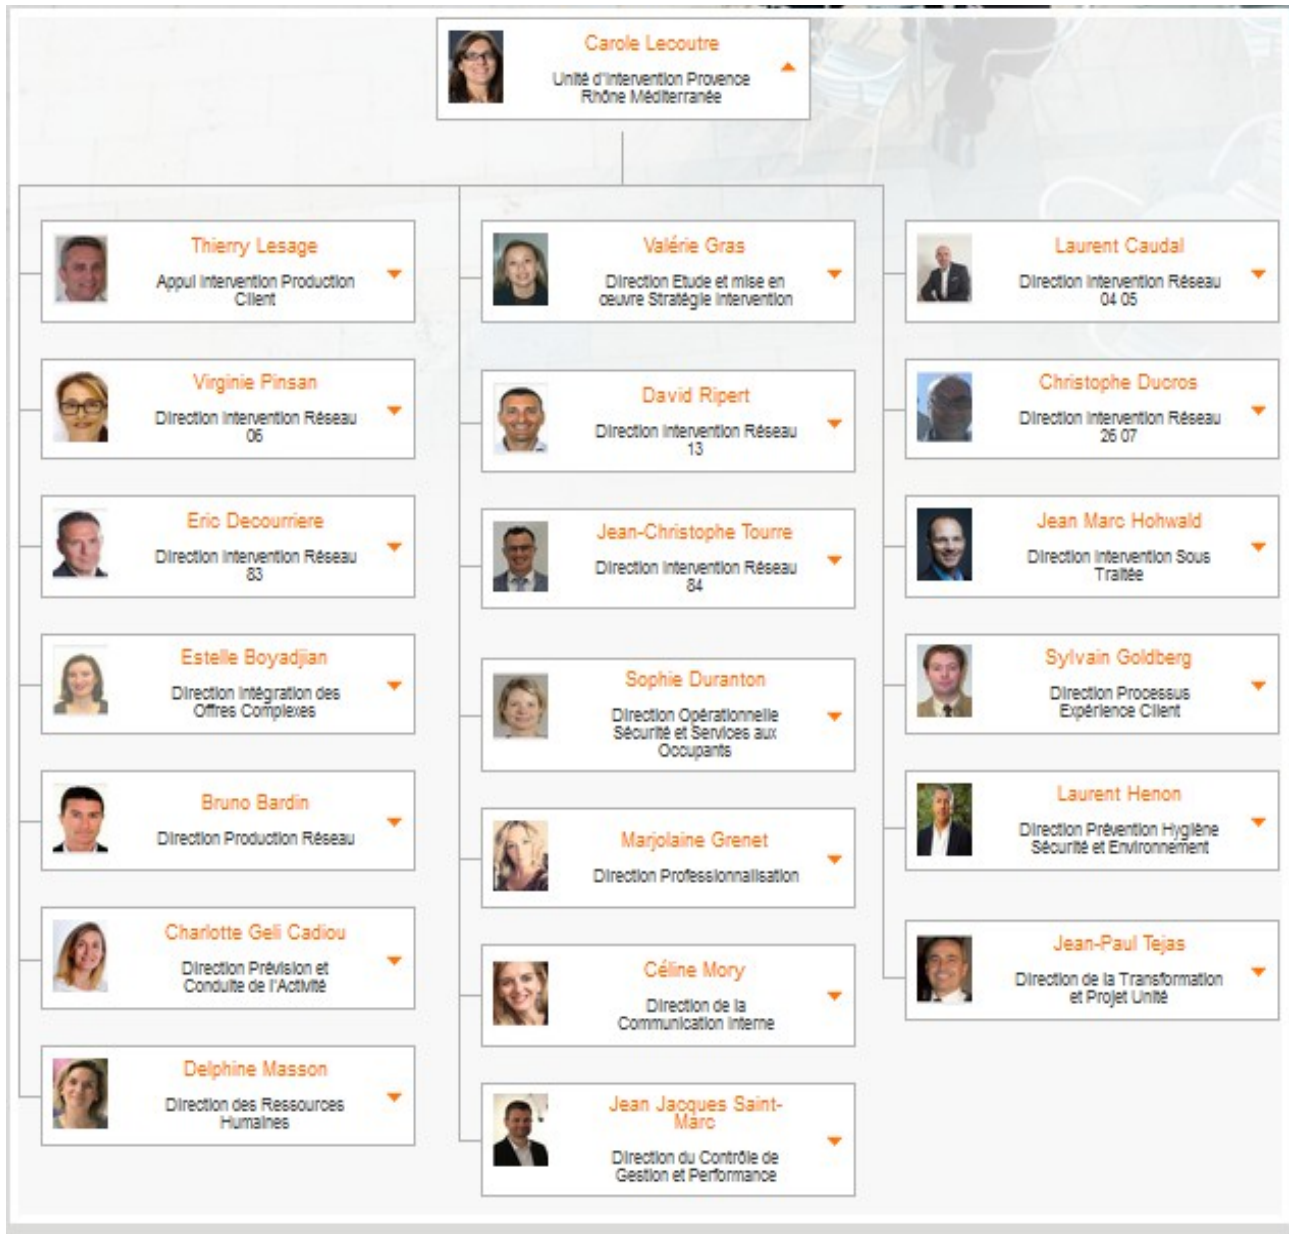 Carole Lecoutre
Unité d'Intervention Provence
Rhône Méditerranée
Thierry Lesage
Appui Intervention Production
Client
Valérie Gras
Direction Etude et mise en
œuvre Stratégie Intervention
Laurent Caudal
Direction Intervention Réseau
04 05
Virginie Pinsan
Direction Intervention Réseau
06
David Ripert
Direction Intervention Réseau
13
Christophe Ducros
Direction Intervention Réseau
26 07
Eric Decourriere
Direction Intervention Réseau
83
Jean-Christophe Tourre
Direction Intervention Réseau
84
Jean Marc Hohwald
Direction Intervention Sous
Traitée
Estelle Boyadjian
Direction Intégration des
Offres Complexes
Sophie Duranton
Direction Opérationnelle
Sécurité et Services aux
Occupants
Sylvain Goldberg
Direction Processus
Expérience Client
Bruno Bardin
Direction Production Réseau
Marjolaine Grenet
Direction Professionnalisation
Laurent Henon
Direction Prévention Hygiène
Sécurité et Environnement
Charlotte Geli Cadiou
Direction Prévision et
Conduite de l'Activité
Céline Mory
Direction de la
Communication Interne
Jean-Paul Tejas
Direction de la Transformation
et Projet Unité
Delphine Masson
Direction des Ressources
Humaines
Jean Jacques Saint-
Marc
Direction du Contrôle de
Gestion et Performance